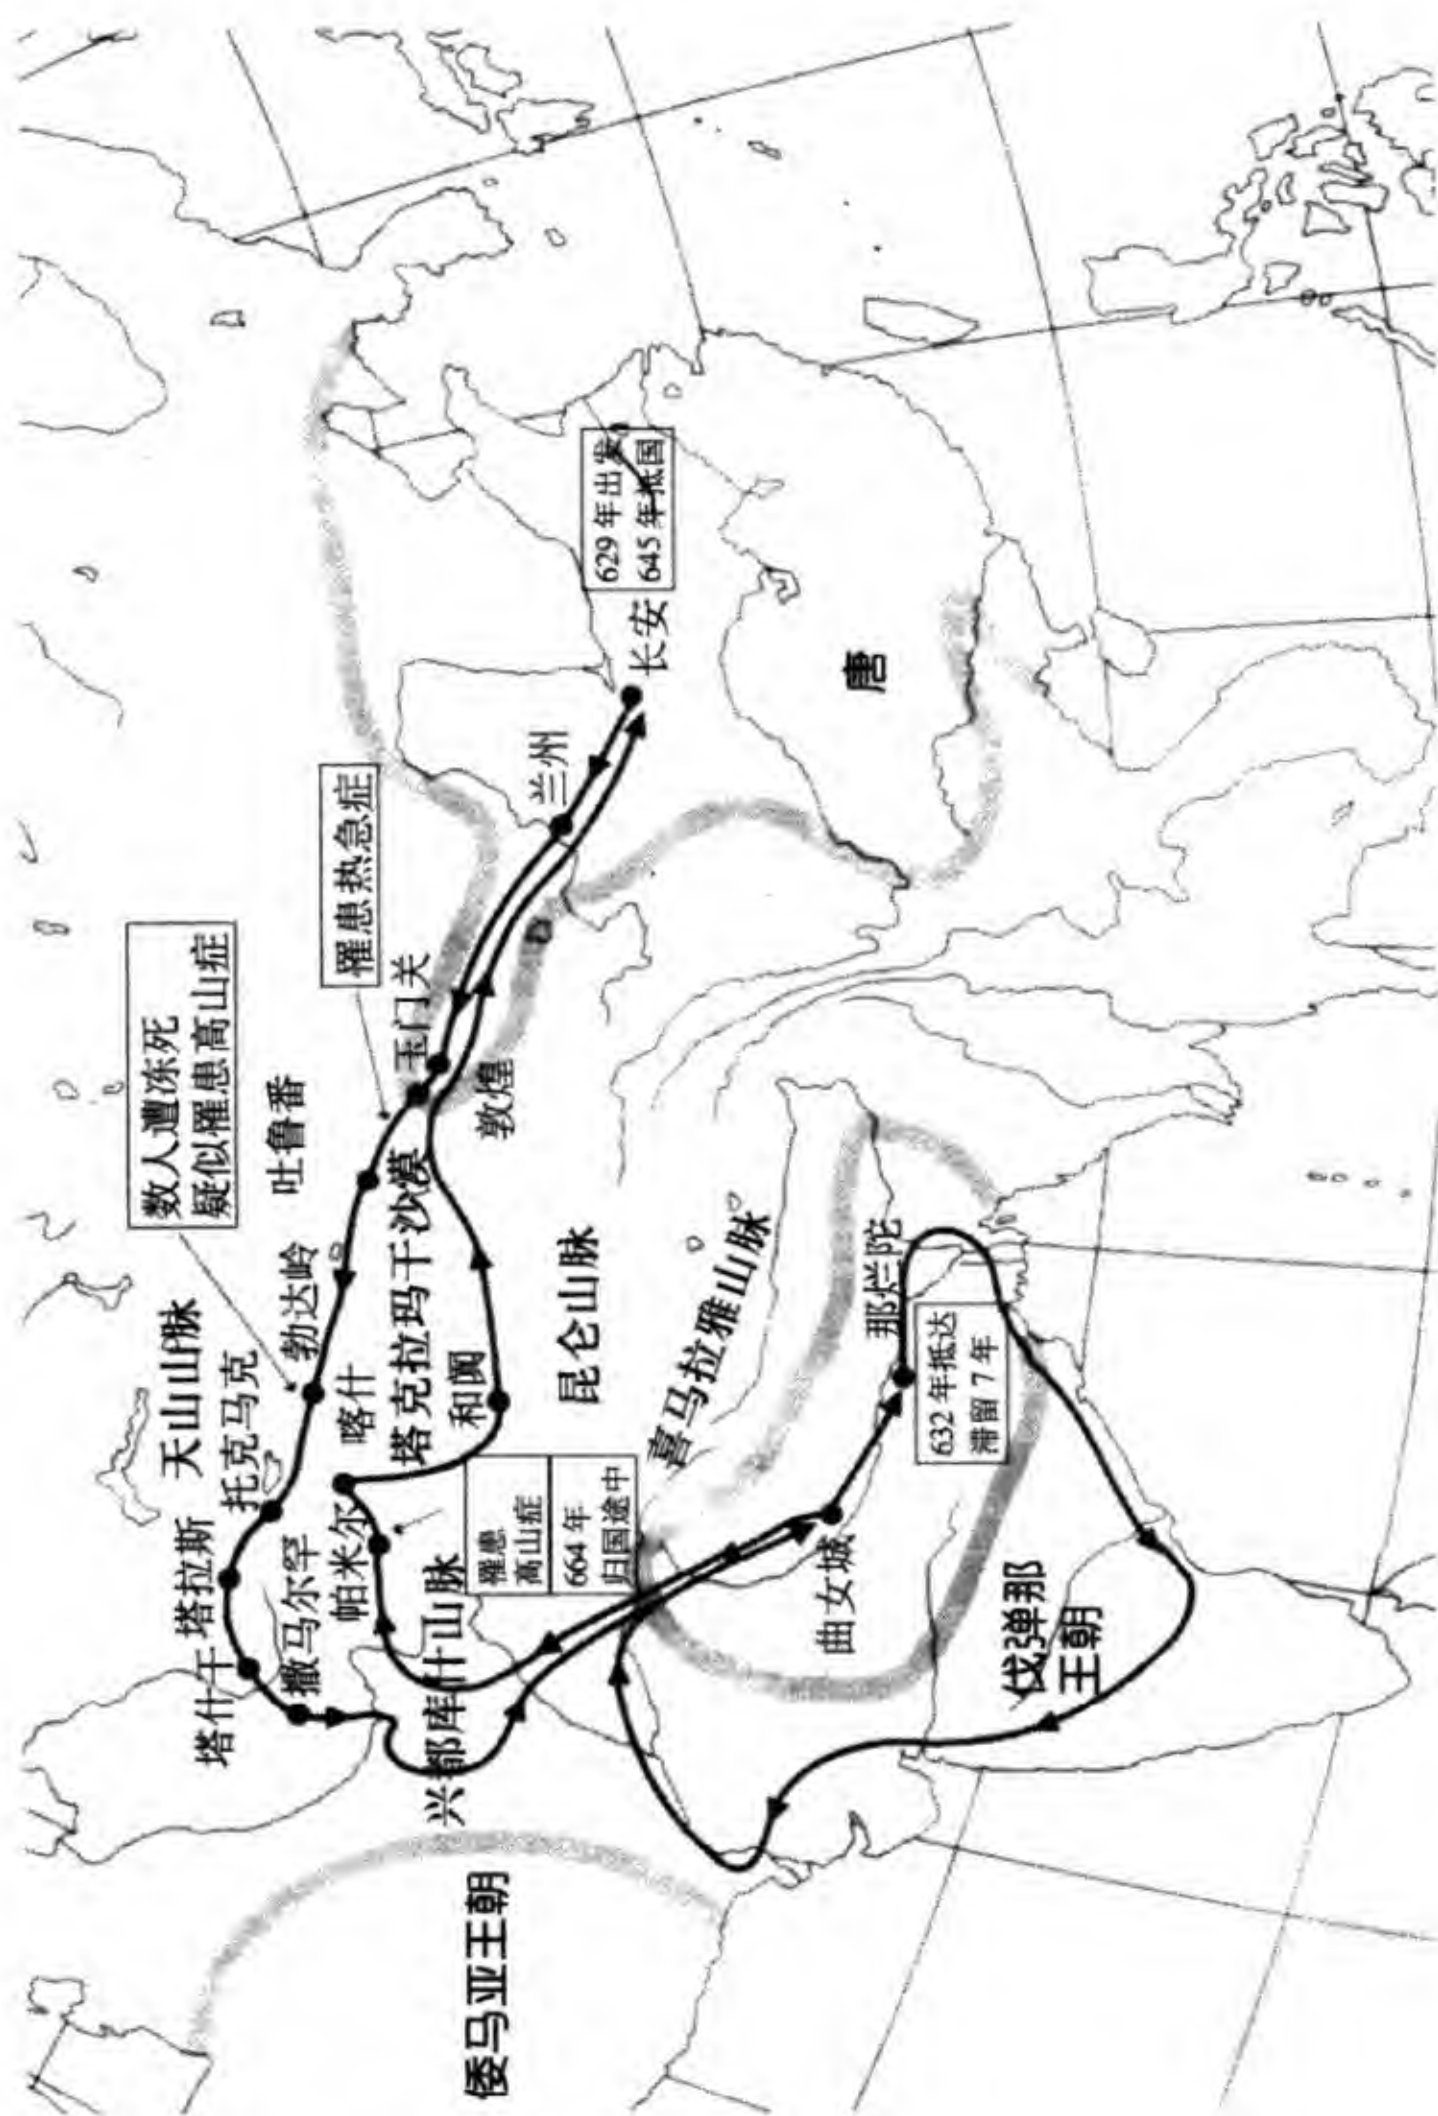 数人遭冻死
疑似罹患高山症
罹患热急症
629 年出发
645 年抵国
天山山脉
托克马克
勃达岭
吐鲁番
玉门关
兰州
长安
塔什干
塔拉斯
撒马尔罕
帕米尔
喀什
塔克拉玛干沙漠
和阗
敦煌
兴都库什山脉
罹患
高山症
664 年
归国途中
昆仑山脉
喜马拉雅山脉
倭马亚王朝
曲女城
那烂陀
632 年抵达
滞留 7 年
伐弹那
王朝
唐